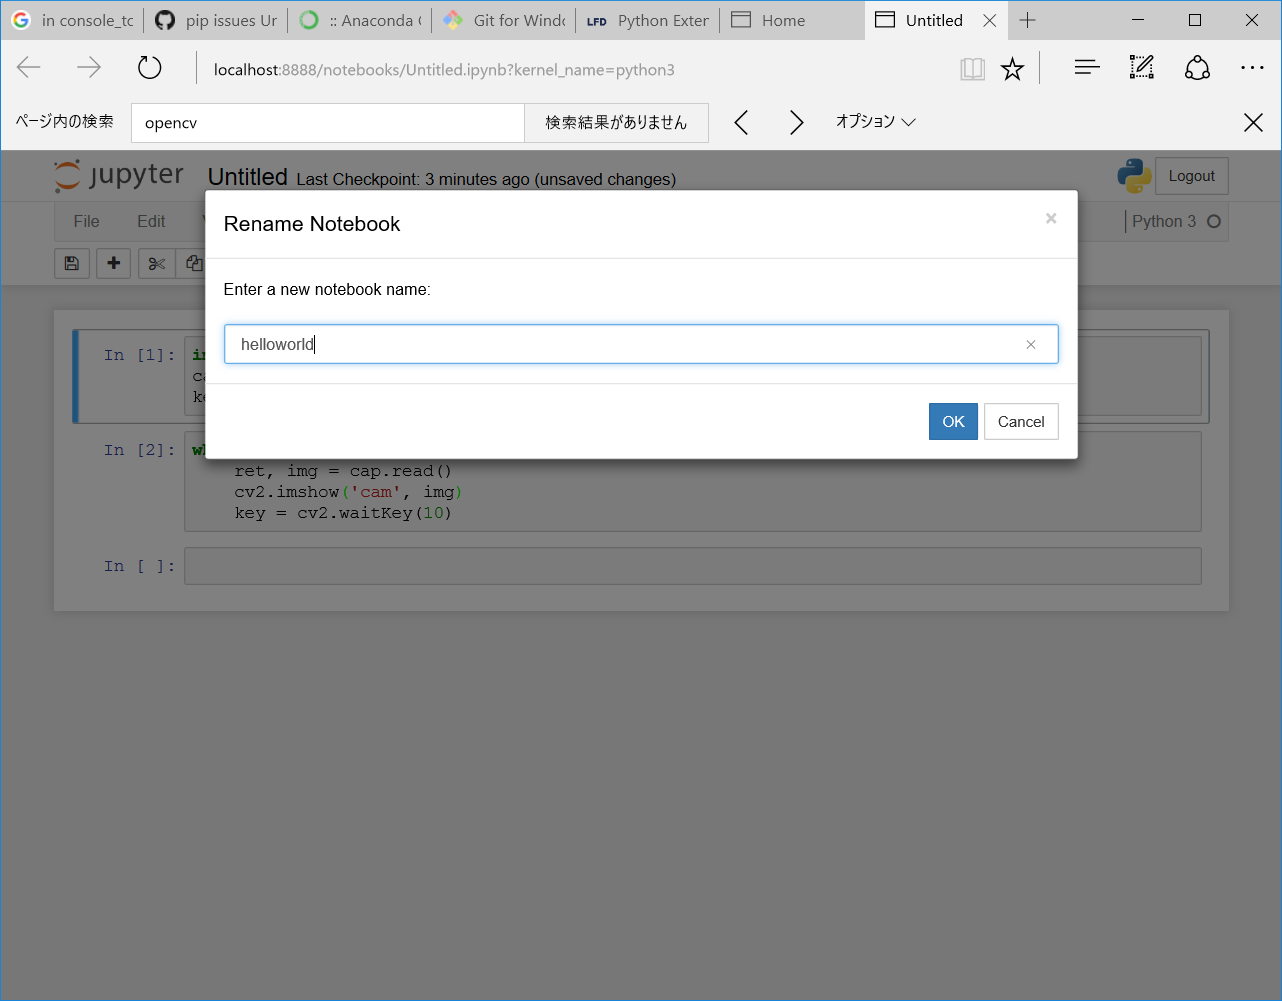 in console_tc
pip issues Ur
:: Anaconda
Git for Wind
Python Exter
Home
Untitled
localhost:8888/notebooks/Untitled.ipynb?kernel_name=python3
ページ内の検索
opencv
検索結果がありません
オプション
jupyter
Untitled Last Checkpoint: 3 minutes ago (unsaved changes)
Logout
File Edit
Python 3
Rename Notebook
Enter a new notebook name:
helloworld
OK
Cancel
In [1]:
In [2]:
ret, img = cap.read()
cv2.imshow('cam', img)
key = cv2.waitKey(10)
In [ ]: